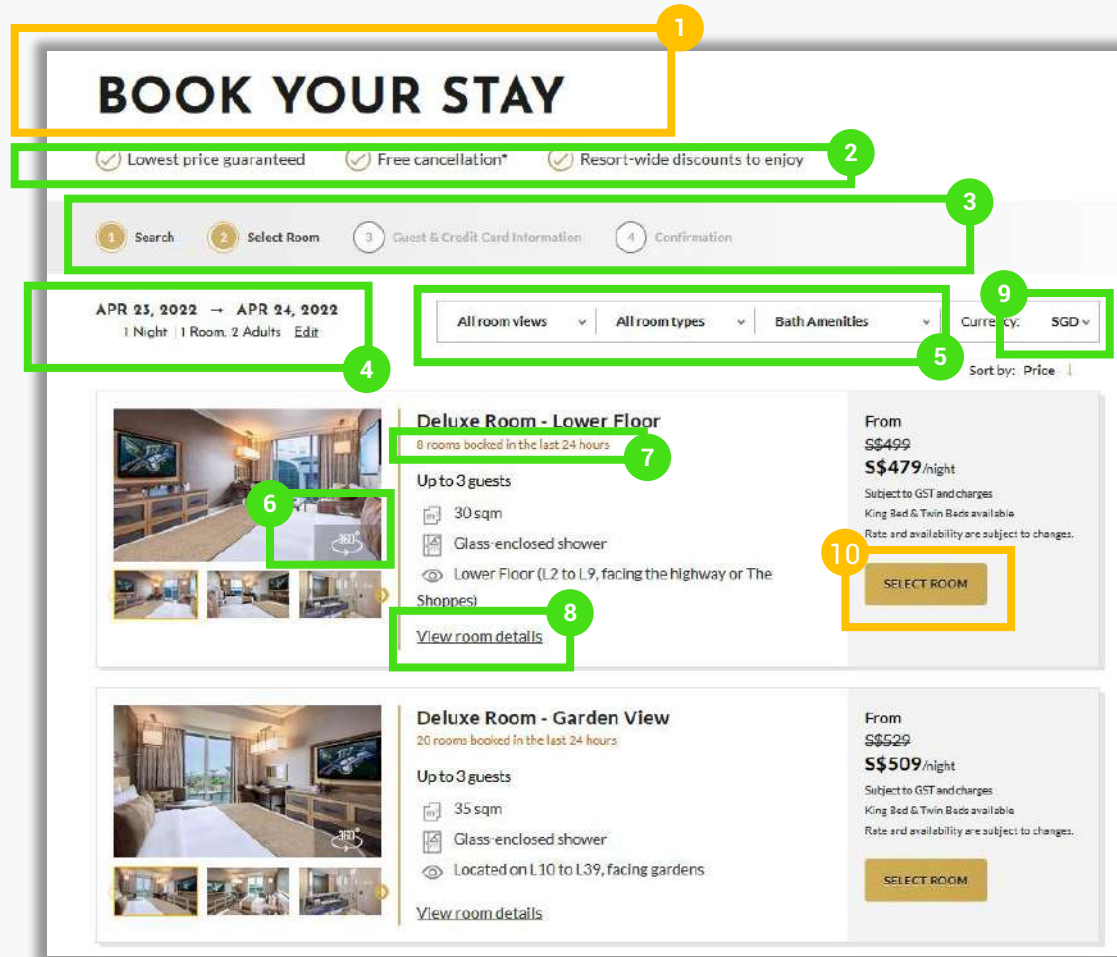 1
BOOK YOUR STAY
Lowest price guaranteed Free cancellation* Resort-wide discounts to enjoy 2
3
1 Search 2 Select Room 3 Guest & Credit Card Information 4 Confirmation
9
APR 23, 2022 → APR 24, 2022
1 Night | 1 Room, 2 Adults Edit
4
All room views All room types Bath Amenities Currency: SGD
5
Sort by: Price ↓
Deluxe Room - Lower Floor
8 rooms booked in the last 24 hours
7
Up to 3 guests
30 sqm
Glass-enclosed shower
Lower Floor (L2 to L9, facing the highway or The
Shoppes)
8
View room details
6
360°
From
S$499
S$479/night
Subject to GST and charges
King Bed & Twin Beds available
Rate and availability are subject to changes.
10
SELECT ROOM
Deluxe Room - Garden View
20 rooms booked in the last 24 hours
Up to 3 guests
35 sqm
Glass-enclosed shower
Located on L10 to L39, facing gardens
View room details
360°
From
S$529
S$509/night
Subject to GST and charges
King Bed & Twin Beds available
Rate and availability are subject to changes.
SELECT ROOM